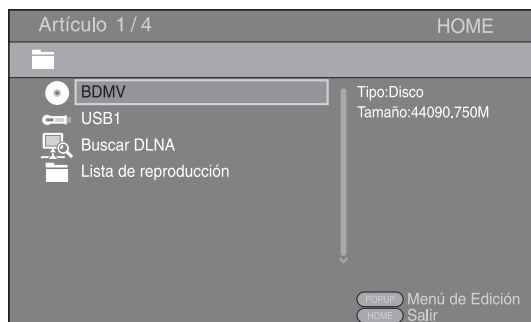 Artículo 1/4 HOME
BDMV
USB1
Buscar DLNA
Lista de reproducción
Tipo:Disco
Tamaño:44090.750M
POPUP Menú de Edición
HOME Salir